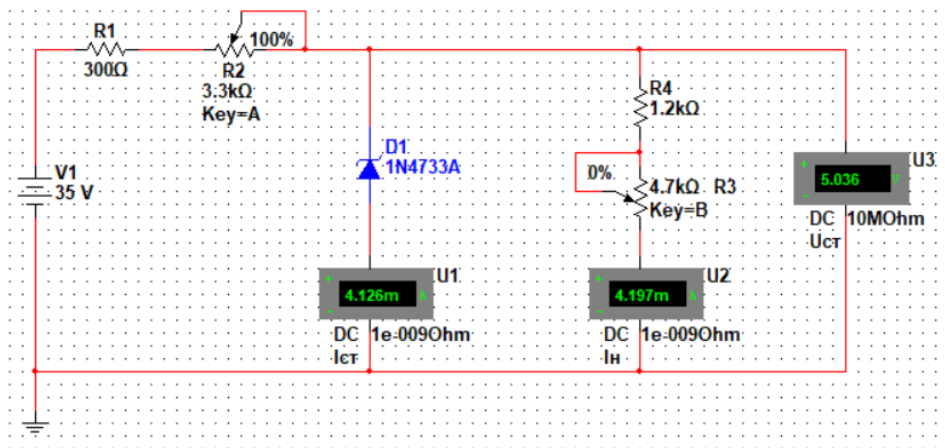 R1
300Ω
100%
R2
3.3kΩ
Key=A
V1
35 V
D1
1N4733A
R4
1.2kΩ
0%
4.7kΩ R3
Key=B
U3
+
5.036 V
-
DC 10MOhm
Uст
U1
+
4.126m A
-
DC 1e-009Ohm
Iст
U2
+
4.197m A
-
DC 1e-009Ohm
Iн